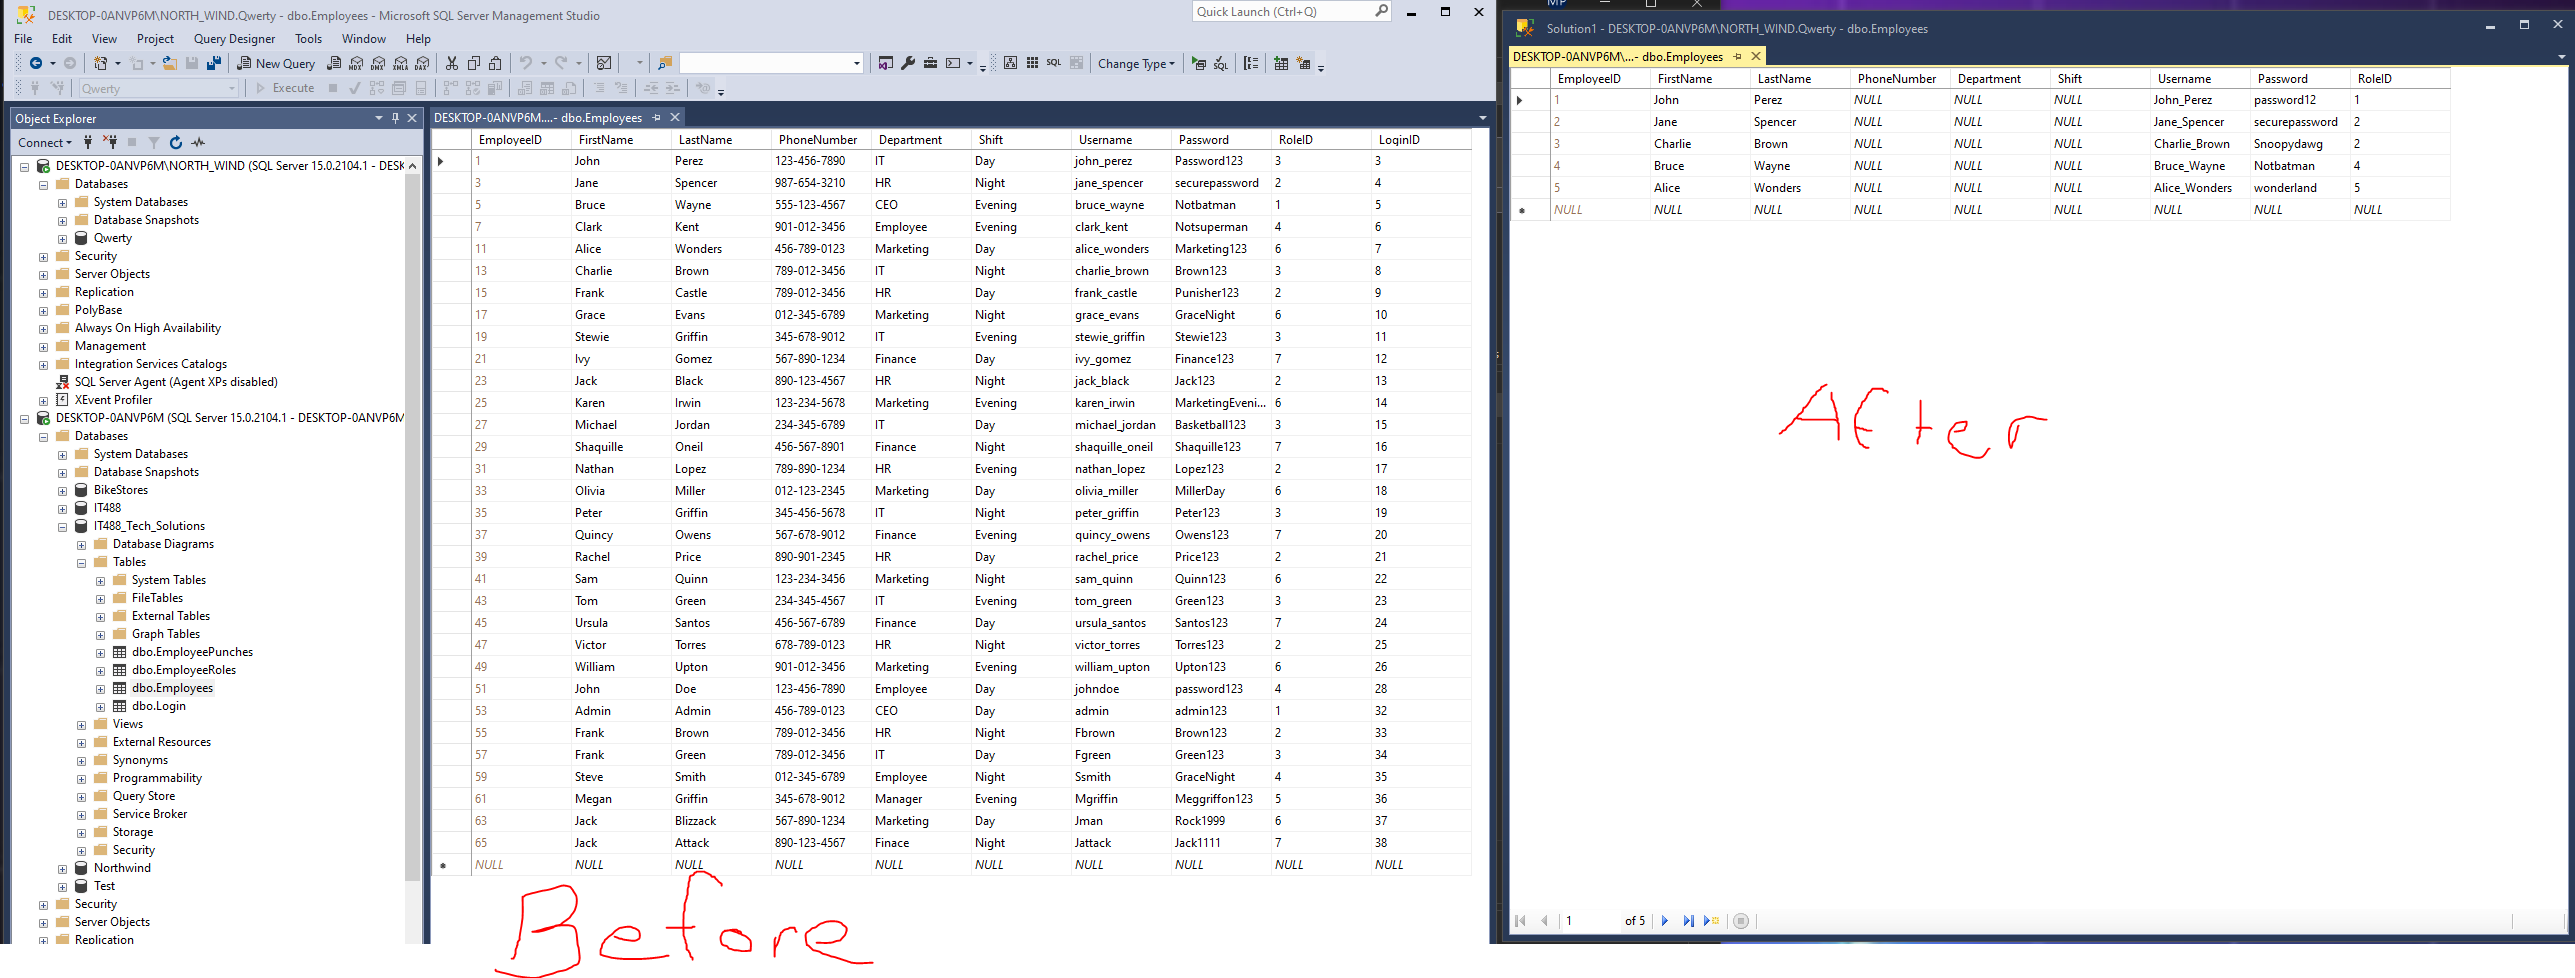 DESKTOP-0ANVP6M\NORTH_WIND.Qwerty - dbo.Employees - Microsoft SQL Server Management Studio
Quick Launch (Ctrl+Q)
File Edit View Project Query Designer Tools Window Help
New Query MDX DMX XMLA DAX SQL Change Type
Qwerty Execute
Object Explorer
Connect
DESKTOP-0ANVP6M\NORTH_WIND (SQL Server 15.0.2104.1 - DESK
Databases
System Databases
Database Snapshots
Qwerty
Security
Server Objects
Replication
PolyBase
Always On High Availability
Management
Integration Services Catalogs
SQL Server Agent (Agent XPs disabled)
XEvent Profiler
DESKTOP-0ANVP6M (SQL Server 15.0.2104.1 - DESKTOP-0ANVP6M
Databases
System Databases
Database Snapshots
BikeStores
IT488
IT488_Tech_Solutions
Database Diagrams
Tables
System Tables
FileTables
External Tables
Graph Tables
dbo.EmployeePunches
dbo.EmployeeRoles
dbo.Employees
dbo.Login
Views
External Resources
Synonyms
Programmability
Query Store
Service Broker
Storage
Security
Northwind
Test
Security
Server Objects
Replication
DESKTOP-0ANVP6M....- dbo.Employees
EmployeeID FirstName LastName PhoneNumber Department Shift Username Password RoleID LoginID
1 John Perez 123-456-7890 IT Day john_perez Password123 3 3
3 Jane Spencer 987-654-3210 HR Night jane_spencer securepassword 2 4
5 Bruce Wayne 555-123-4567 CEO Evening bruce_wayne Notbatman 1 5
7 Clark Kent 901-012-3456 Employee Evening clark_kent Notsuperman 4 6
11 Alice Wonders 456-789-0123 Marketing Day alice_wonders Marketing123 6 7
13 Charlie Brown 789-012-3456 IT Night charlie_brown Brown123 3 8
15 Frank Castle 789-012-3456 HR Day frank_castle Punisher123 2 9
17 Grace Evans 012-345-6789 Marketing Night grace_evans GraceNight 6 10
19 Stewie Griffin 345-678-9012 IT Evening stewie_griffin Stewie123 3 11
21 Ivy Gomez 567-890-1234 Finance Day ivy_gomez Finance123 7 12
23 Jack Black 890-123-4567 HR Night jack_black Jack123 2 13
25 Karen Irwin 123-234-5678 Marketing Evening karen_irwin MarketingEveni... 6 14
27 Michael Jordan 234-345-6789 IT Day michael_jordan Basketball123 3 15
29 Shaquille Oneil 456-567-8901 Finance Night shaquille_oneil Shaquille123 7 16
31 Nathan Lopez 789-890-1234 HR Evening nathan_lopez Lopez123 2 17
33 Olivia Miller 012-123-2345 Marketing Day olivia_miller MillerDay 6 18
35 Peter Griffin 345-456-5678 IT Night peter_griffin Peter123 3 19
37 Quincy Owens 567-678-9012 Finance Evening quincy_owens Owens123 7 20
39 Rachel Price 890-901-2345 HR Day rachel_price Price123 2 21
41 Sam Quinn 123-234-3456 Marketing Night sam_quinn Quinn123 6 22
43 Tom Green 234-345-4567 IT Evening tom_green Green123 3 23
45 Ursula Santos 456-567-6789 Finance Day ursula_santos Santos123 7 24
47 Victor Torres 678-789-0123 HR Night victor_torres Torres123 2 25
49 William Upton 901-012-3456 Marketing Evening william_upton Upton123 6 26
51 John Doe 123-456-7890 Employee Day johndoe password123 4 28
53 Admin Admin 456-789-0123 CEO Day admin admin123 1 32
55 Frank Brown 789-012-3456 HR Night Fbrown Brown123 2 33
57 Frank Green 789-012-3456 IT Day Fgreen Green123 3 34
59 Steve Smith 012-345-6789 Employee Night Ssmith GraceNight 4 35
61 Megan Griffin 345-678-9012 Manager Evening Mgriffin Meggriffon123 5 36
63 Jack Blizzack 567-890-1234 Marketing Day Jman Rock1999 6 37
65 Jack Attack 890-123-4567 Finace Night Jattack Jack1111 7 38
NULL NULL NULL NULL NULL NULL NULL NULL NULL NULL
Before
MP
Solution1 - DESKTOP-0ANVP6M\NORTH_WIND.Qwerty - dbo.Employees
DESKTOP-0ANVP6M\...- dbo.Employees
EmployeeID FirstName LastName PhoneNumber Department Shift Username Password RoleID
1 John Perez NULL NULL NULL John_Perez password12 1
2 Jane Spencer NULL NULL NULL Jane_Spencer securepassword 2
3 Charlie Brown NULL NULL NULL Charlie_Brown Snoopydawg 2
4 Bruce Wayne NULL NULL NULL Bruce_Wayne Notbatman 4
5 Alice Wonders NULL NULL NULL Alice_Wonders wonderland 5
NULL NULL NULL NULL NULL NULL NULL NULL NULL
After
1 of 5